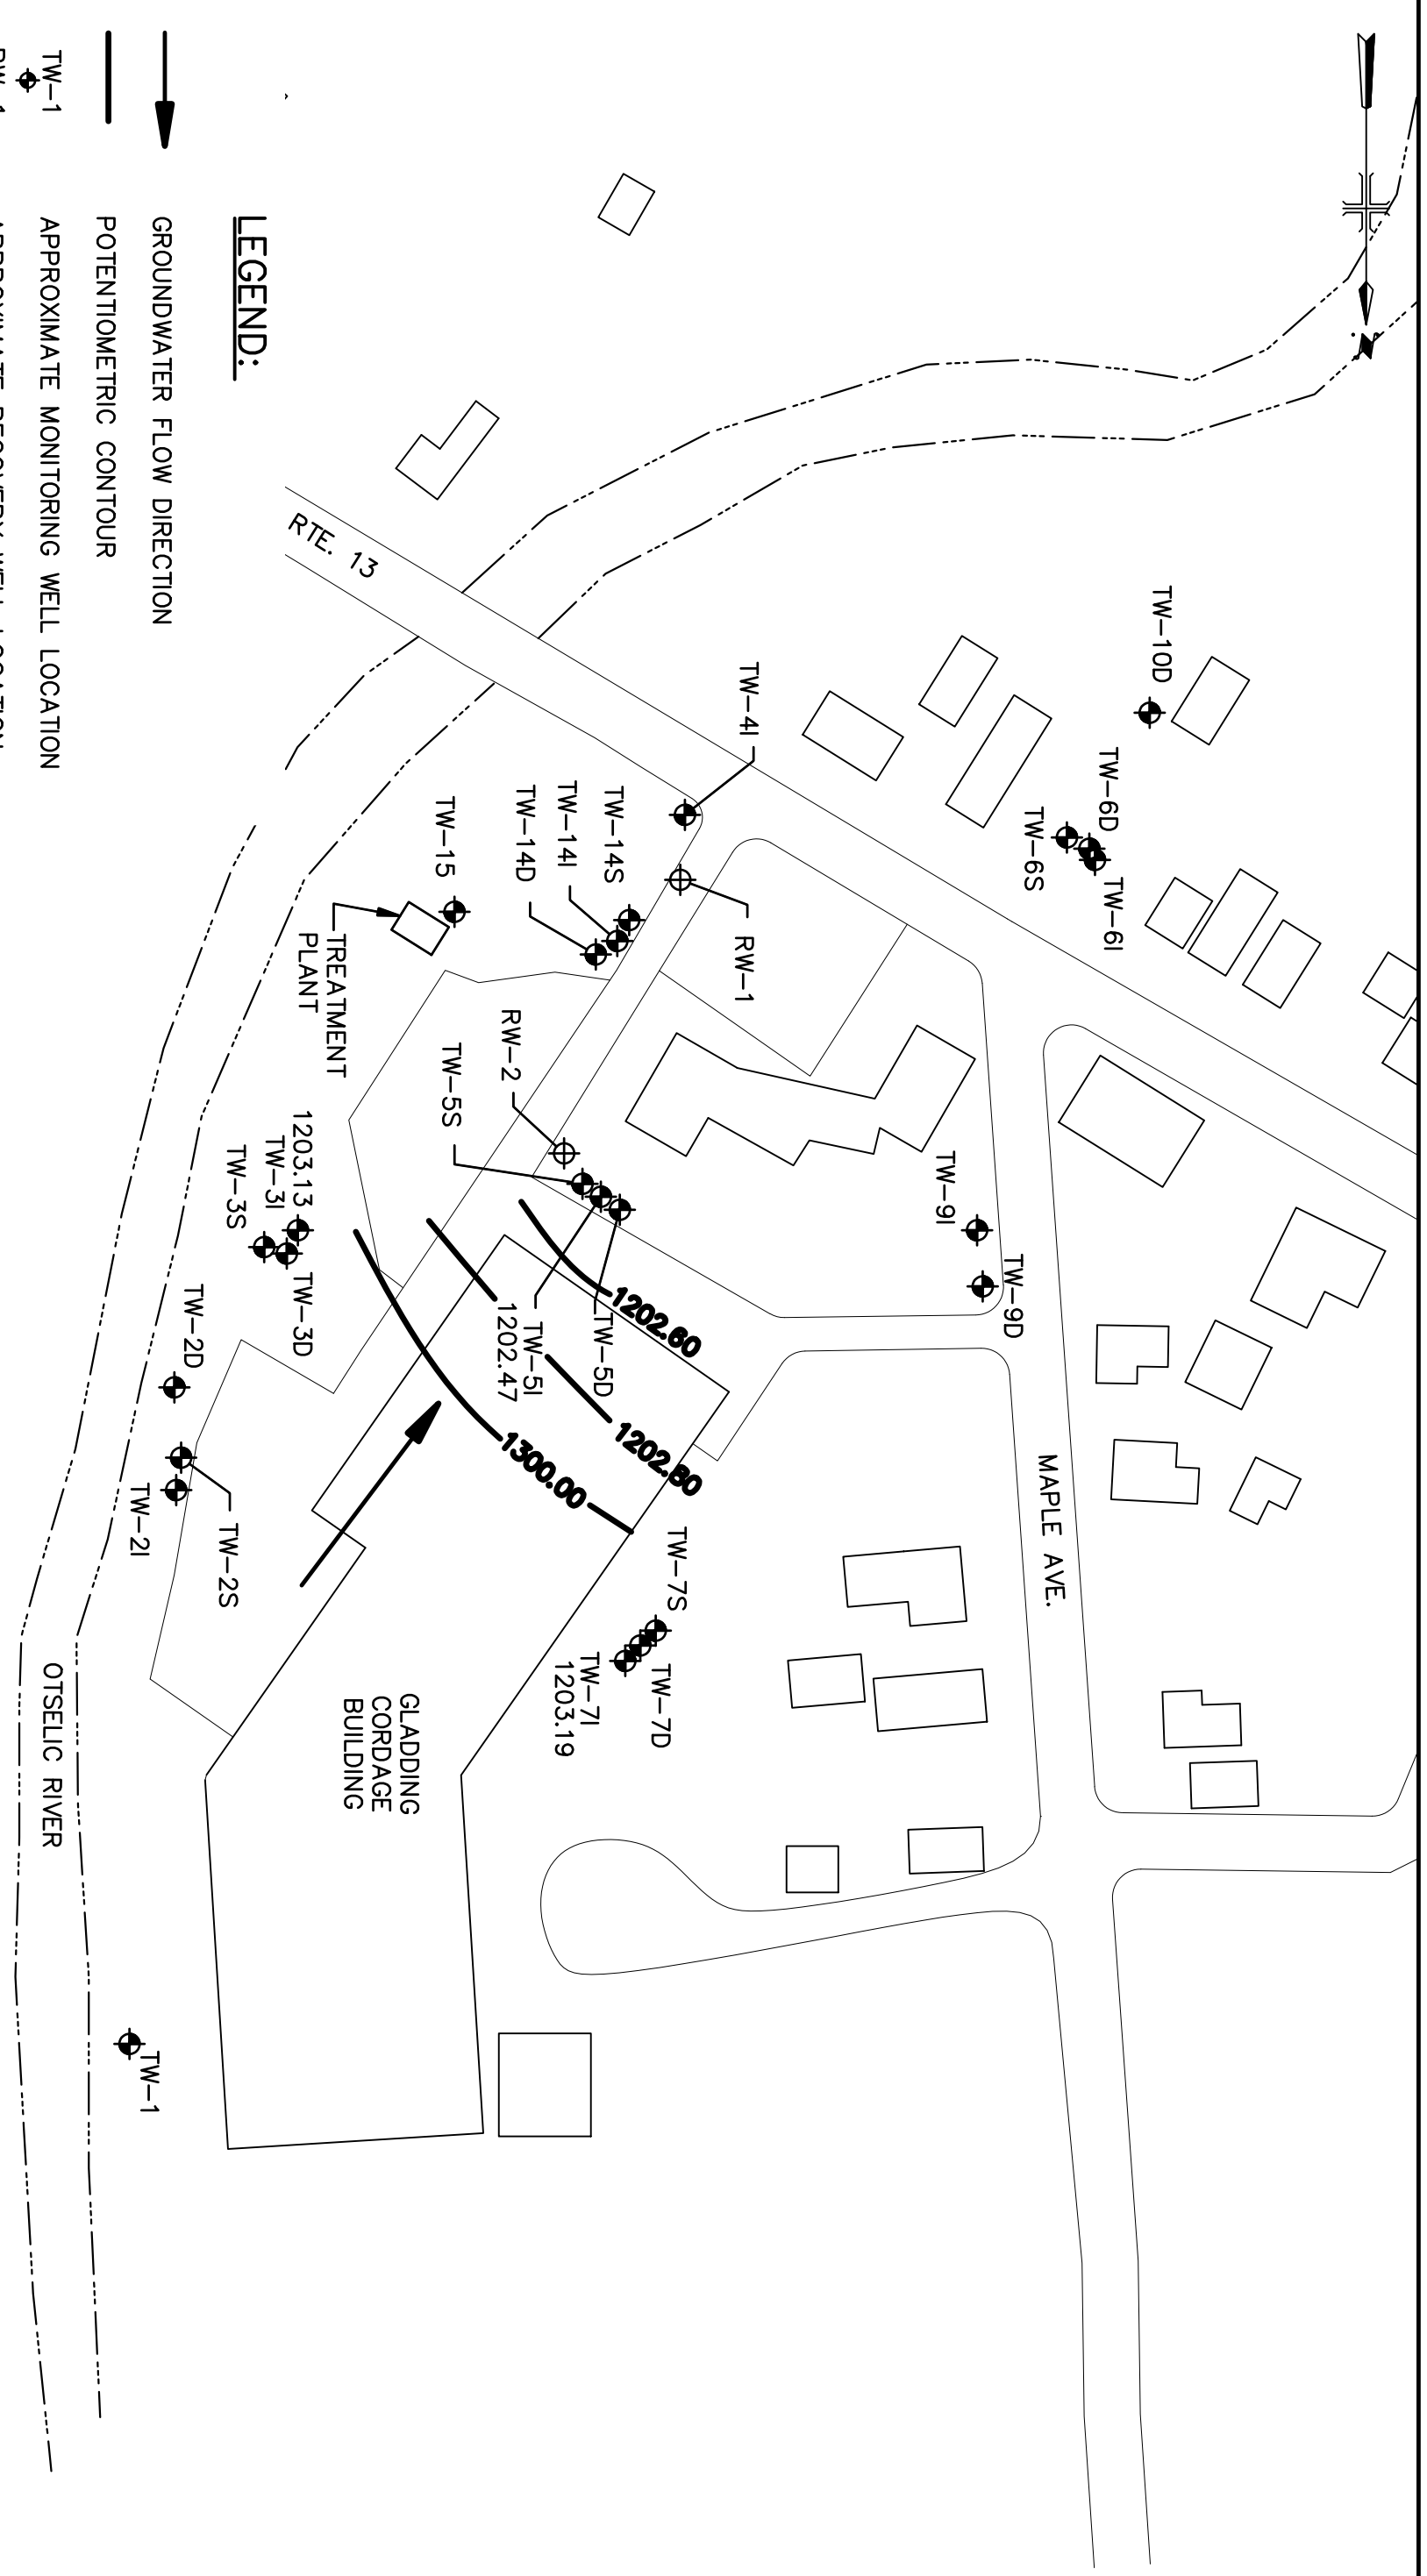 N
RTE. 13
TW-10D
TW-6D
TW-6S
TW-6I
TW-4I
TW-14S
TW-14I
TW-14D
TW-15
RW-1
TREATMENT
PLANT
RW-2
TW-5S
1203.13
TW-3I
TW-3S
TW-3D
TW-9I
TW-9D
TW-5D
TW-5I
1202.47
1202.60
1202.80
1300.00
TW-2D
TW-2S
TW-2I
MAPLE AVE.
TW-7S
TW-7D
TW-7I
1203.19
GLADDING
CORDAGE
BUILDING
OTSELIC RIVER
TW-1
LEGEND:
GROUNDWATER FLOW DIRECTION
POTENTIOMETRIC CONTOUR
TW-1 APPROXIMATE MONITORING WELL LOCATION